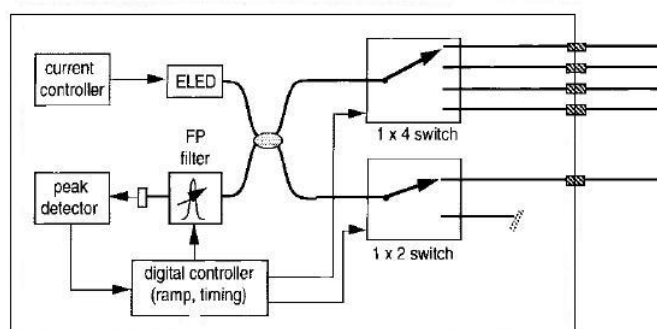 current
controller
ELED
1 x 4 switch
FP
filter
peak
detector
digital controller
(ramp, timing)
1 x 2 switch